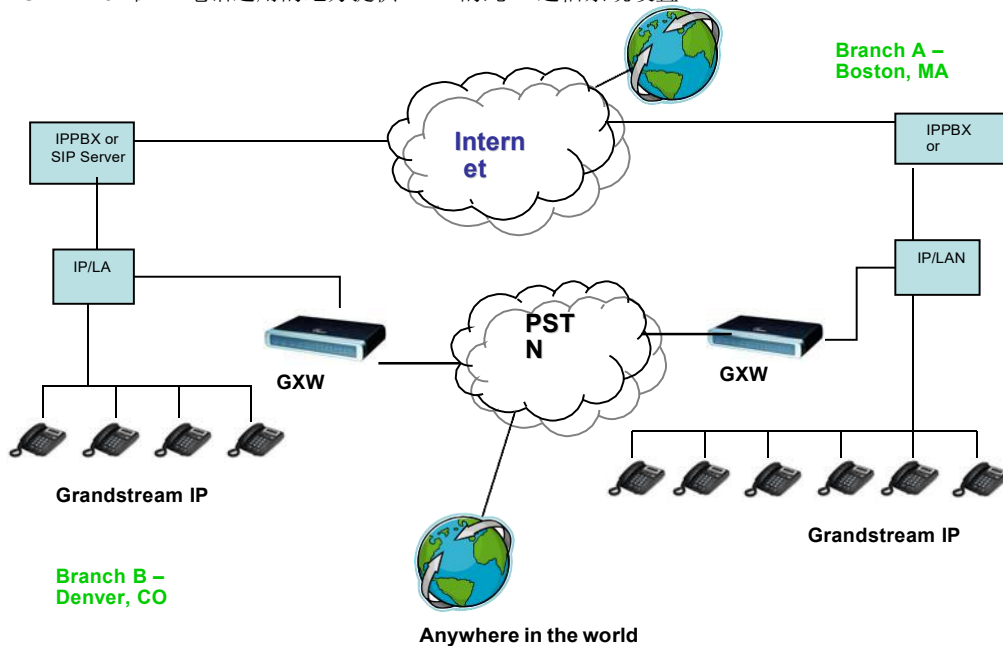 Branch A –
Boston, MA
IPPBX or
SIP Server
Intern
et
IPPBX
or
IP/LA
IP/LAN
PST
N
GXW
GXW
Grandstream IP
Grandstream IP
Branch B –
Denver, CO
Anywhere in the world